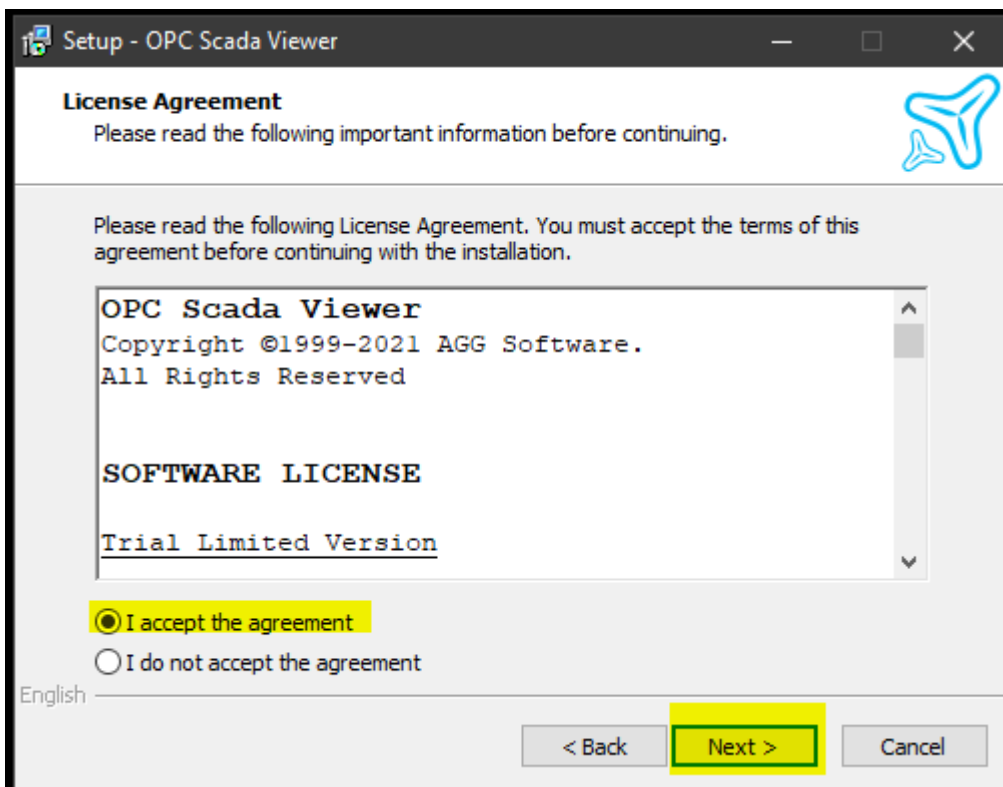 Setup - OPC Scada Viewer
License Agreement
Please read the following important information before continuing.
Please read the following License Agreement. You must accept the terms of this
agreement before continuing with the installation.
OPC Scada Viewer
Copyright ©1999-2021 AGG Software.
All Rights Reserved
SOFTWARE LICENSE
Trial Limited Version
I accept the agreement
I do not accept the agreement
English
< Back
Next >
Cancel